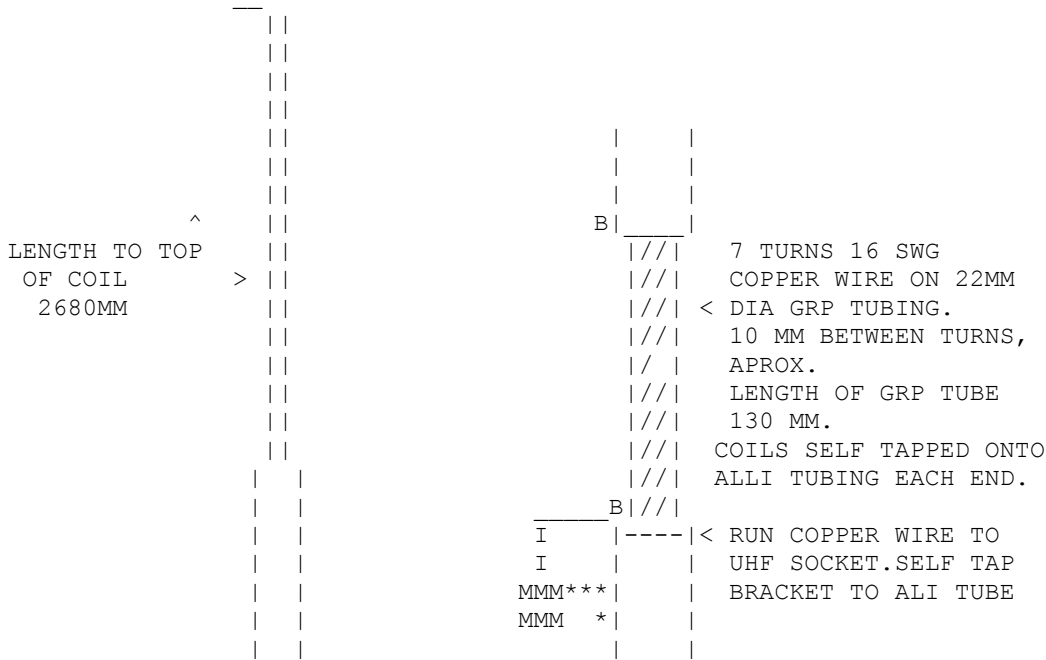 B
LENGTH TO TOP
OF COIL >
2680MM
7 TURNS 16 SWG
COPPER WIRE ON 22MM
< DIA GRP TUBING.
10 MM BETWEEN TURNS,
APROX.
LENGTH OF GRP TUBE
130 MM.
COILS SELF TAPPED ONTO
ALLI TUBING EACH END.
B
I < RUN COPPER WIRE TO
I UHF SOCKET.SELF TAP
MMM*** BRACKET TO ALI TUBE
MMM *